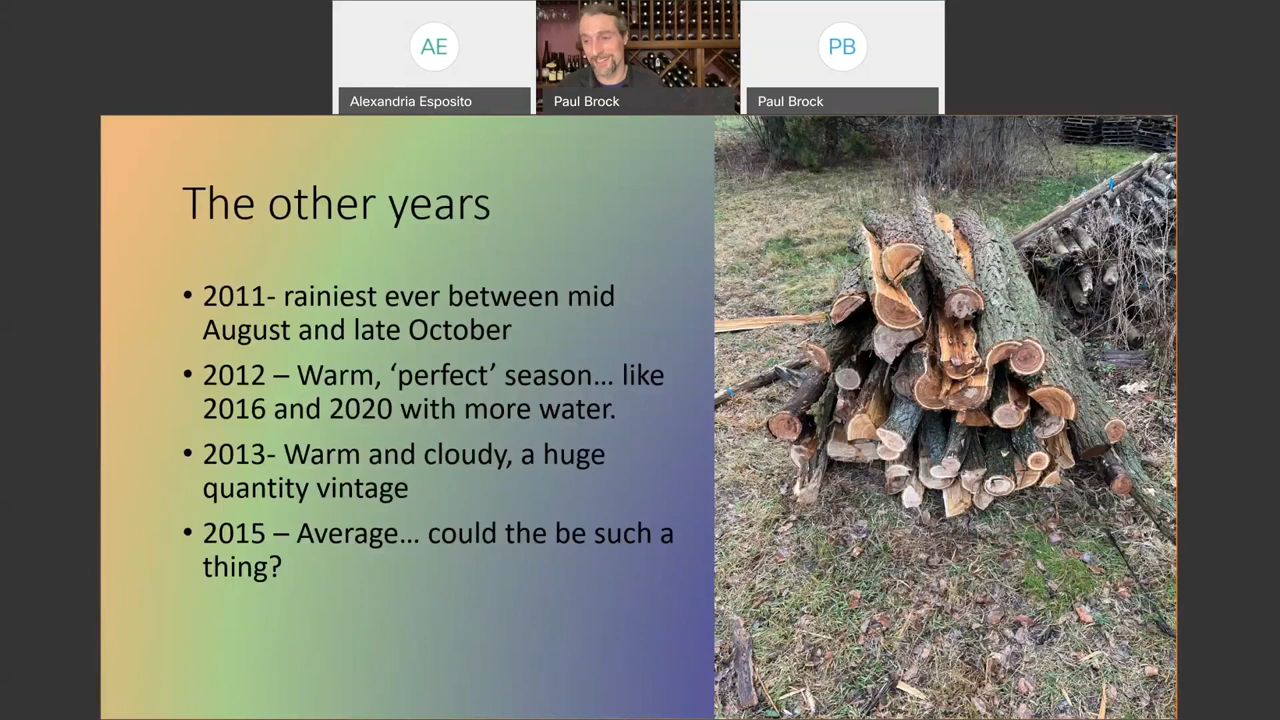 AE
PB
Alexandria Esposito
Paul Brock
Paul Brock
The other years
• 2011- rainiest ever between mid
August and late October
• 2012 – Warm, ‘perfect’ season… like
2016 and 2020 with more water.
• 2013- Warm and cloudy, a huge
quantity vintage
• 2015 – Average… could the be such a
thing?